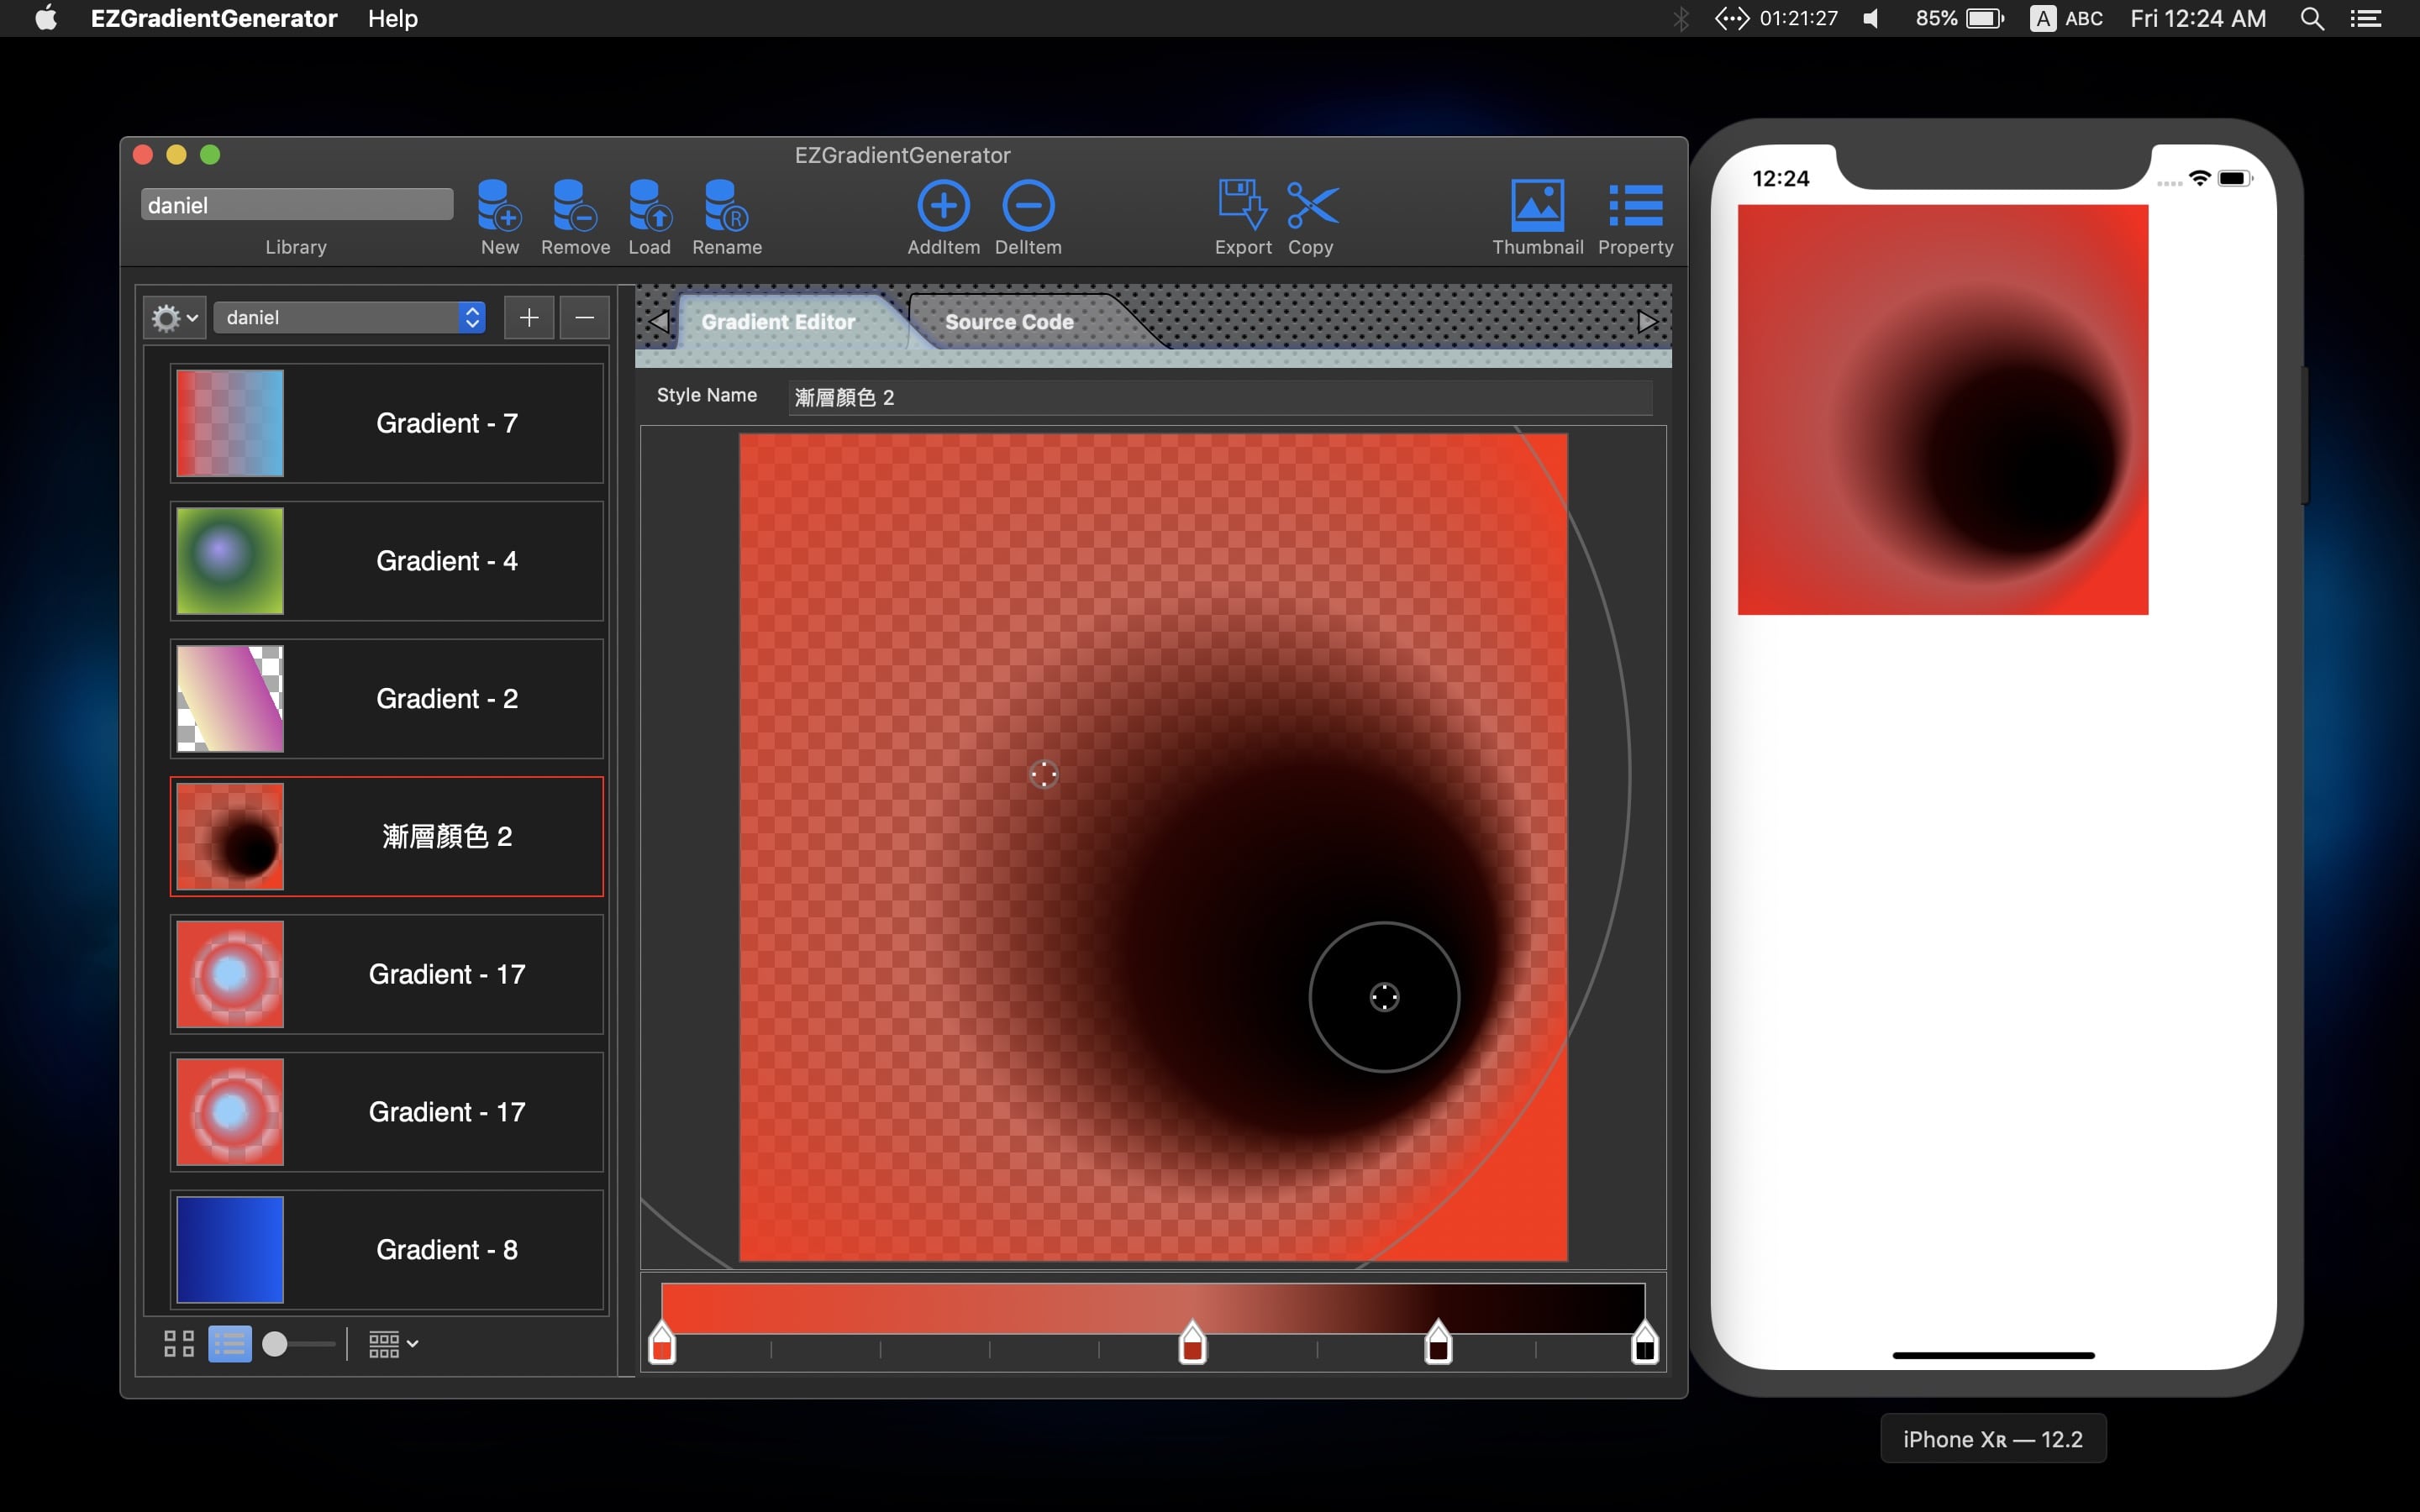 EZGradientGenerator Help 01:21:27 85% A ABC Fri 12:24 AM
EZGradientGenerator
daniel
Library New Remove Load Rename AddItem DelItem Export Copy Thumbnail Property
R
daniel
Gradient - 7
Gradient - 4
Gradient - 2
漸層顏色 2
Gradient - 17
Gradient - 17
Gradient - 8
Gradient Editor Source Code
Style Name 漸層顏色 2
12:24
iPhone Xʀ — 12.2